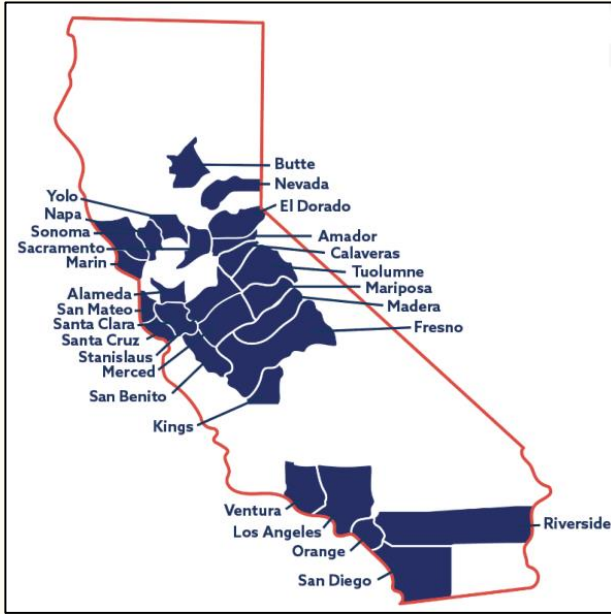 Butte
Nevada
Yolo
El Dorado
Napa
Sonoma
Amador
Sacramento
Calaveras
Marin
Tuolumne
Mariposa
Alameda
Madera
San Mateo
Santa Clara
Fresno
Santa Cruz
Stanislaus
Merced
San Benito
Kings
Ventura
Riverside
Los Angeles
Orange
San Diego